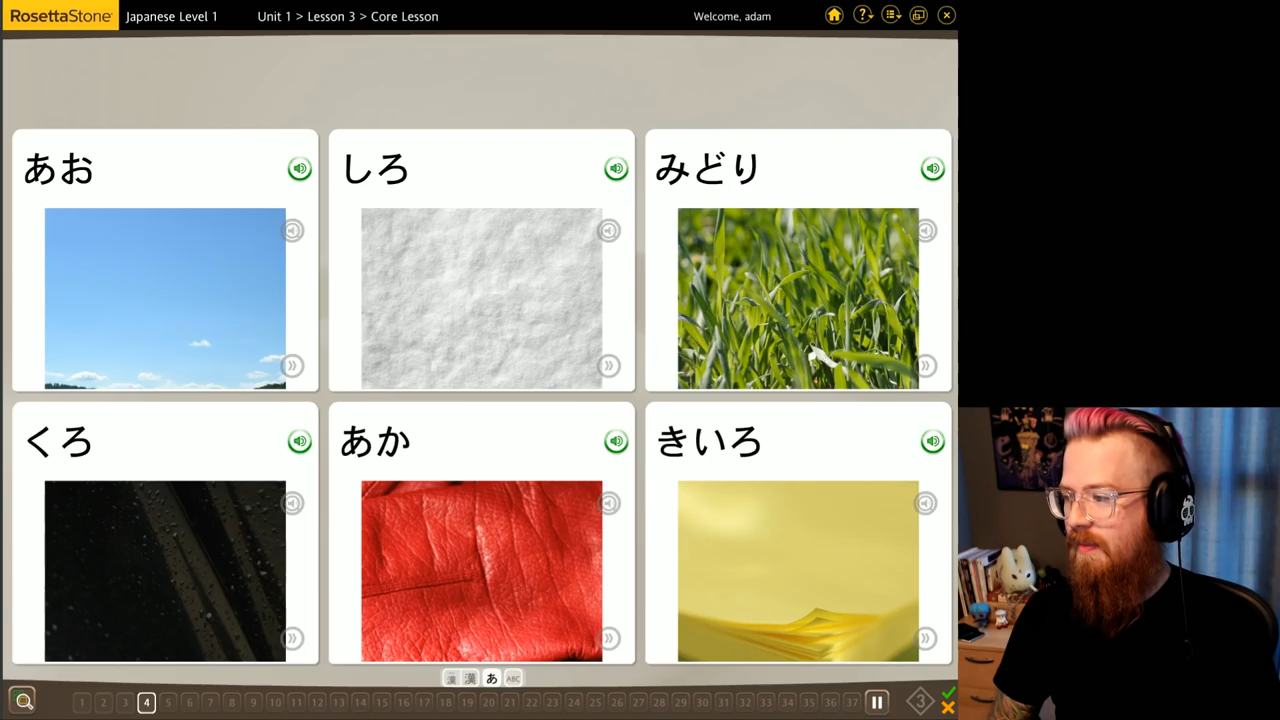 RosettaStone
Japanese Level 1
Unit 1 > Lesson 3 > Core Lesson
Welcome, adam
あお
しろ
みどり
くろ
あか
きいろ
漢 漢 あ ABC
1 2 3 4 5 6 7 8 9 10 11 12 13 14 15 16 17 18 19 20 21 22 23 24 25 26 27 28 29 30 31 32 33 34 35 36 37
3